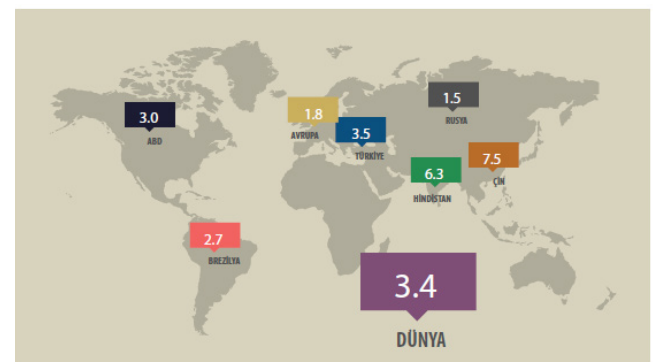 3.0
ABD
1.8
AVRUPA
3.5
TÜRKİYE
1.5
RUSYA
6.3
HİNDİSTAN
7.5
ÇİN
2.7
BREZİLYA
3.4
DÜNYA